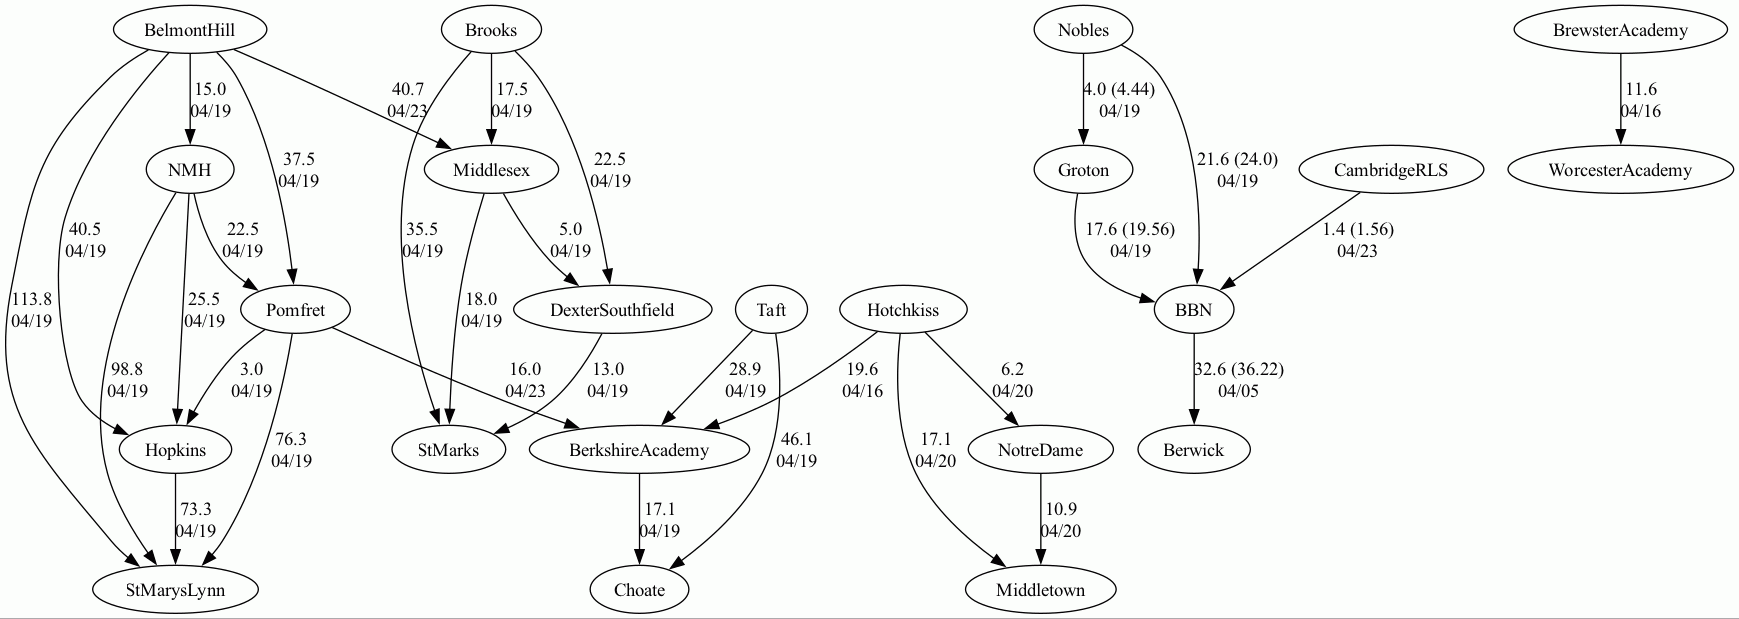 BelmontHill
Brooks
Nobles
BrewsterAcademy
15.0
04/19
40.7
04/23
17.5
04/19
4.0 (4.44)
04/19
11.6
04/16
NMH
Middlesex
Groton
CambridgeRLS
WorcesterAcademy
37.5
04/19
22.5
04/19
21.6 (24.0)
04/19
113.8
04/19
40.5
04/19
25.5
04/19
22.5
04/19
35.5
04/19
18.0
04/19
5.0
04/19
17.6 (19.56)
04/19
1.4 (1.56)
04/23
Pomfret
DexterSouthfield
Taft
Hotchkiss
BBN
98.8
04/19
3.0
04/19
76.3
04/19
16.0
04/23
13.0
04/19
28.9
04/19
19.6
04/16
6.2
04/20
32.6 (36.22)
04/05
Hopkins
StMarks
BerkshireAcademy
46.1
04/19
17.1
04/20
NotreDame
Berwick
73.3
04/19
17.1
04/19
10.9
04/20
StMarysLynn
Choate
Middletown